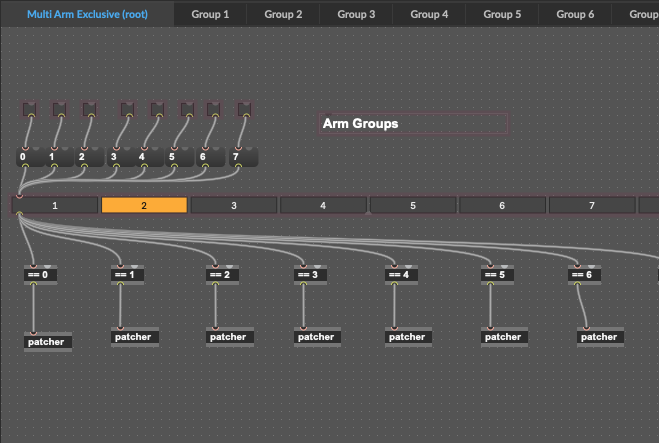 Multi Arm Exclusive (root) Group 1 Group 2 Group 3 Group 4 Group 5 Group 6 Group
Arm Groups
0 1 2 3 4 5 6 7
1 2 3 4 5 6 7
== 0 == 1 == 2 == 3 == 4 == 5 == 6
patcher patcher patcher patcher patcher patcher patcher